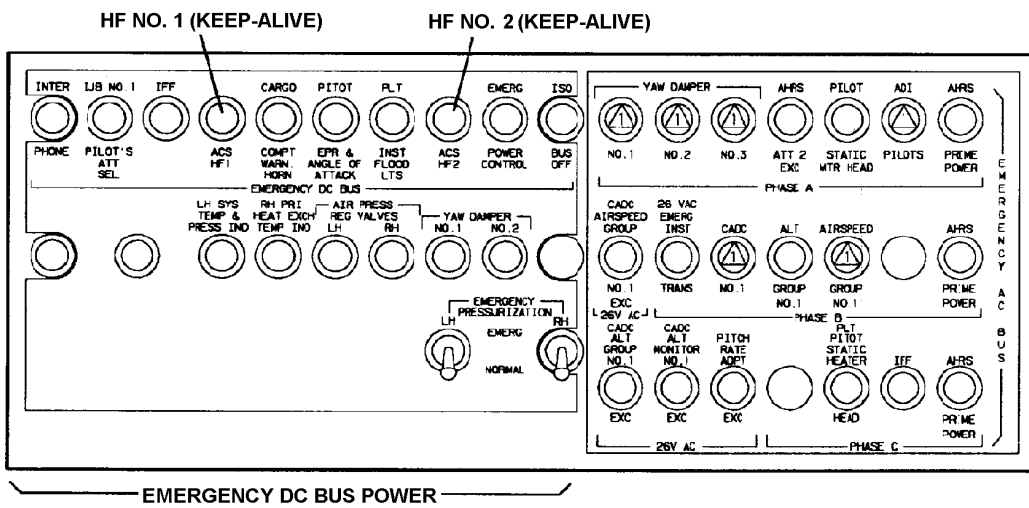 HF NO. 1 (KEEP-ALIVE)
HF NO. 2 (KEEP-ALIVE)
INTER
PHONE
IJB NO. 1
PILOT'S
ATT
SEL
IFF
ACS
HF1
CARGO
COMPT
WARN.
HORN
PITOT
EPR &
ANGLE OF
ATTACK
PLT
INST
FLOOD
LTS
ACS
HF2
EMERG
POWER
CONTROL
ISO
BUS
OFF
EMERGENCY DC BUS
LH SYS
TEMP &
PRESS IND
RH PRI
HEAT EXCH
TEMP IND
AIR PRESS
REG VALVES
LH
RH
YAW DAMPER
NO.1
NO.2
EMERGENCY
PRESSURIZATION
LH
RH
EMERG
NORMAL
YAW DAMPER
1
NO.1
1
NO.2
1
NO.3
AHRS
ATT 2
EXC
PILOT
STATIC
MTR HEAD
ADI
PILOTS
AHRS
PRIME
POWER
PHASE A
CADC
AIRSPEED
GROUP
NO.1
EXC
26V AC
26 VAC
EMERG
INST
TRANS
CADC
1
NO.1
ALT
GROUP
NO.1
AIRSPEED
1
GROUP
NO.1
AHRS
PRIME
POWER
PHASE B
CADC
ALT
GROUP
NO.1
EXC
CADC
ALT
MONITOR
NO.1
EXC
PITCH
RATE
ADPT
EXC
26V AC
PLT
PITOT
STATIC
HEATER
HEAD
IFF
AHRS
PRIME
POWER
PHASE C
EMERGENCY AC BUS
EMERGENCY DC BUS POWER